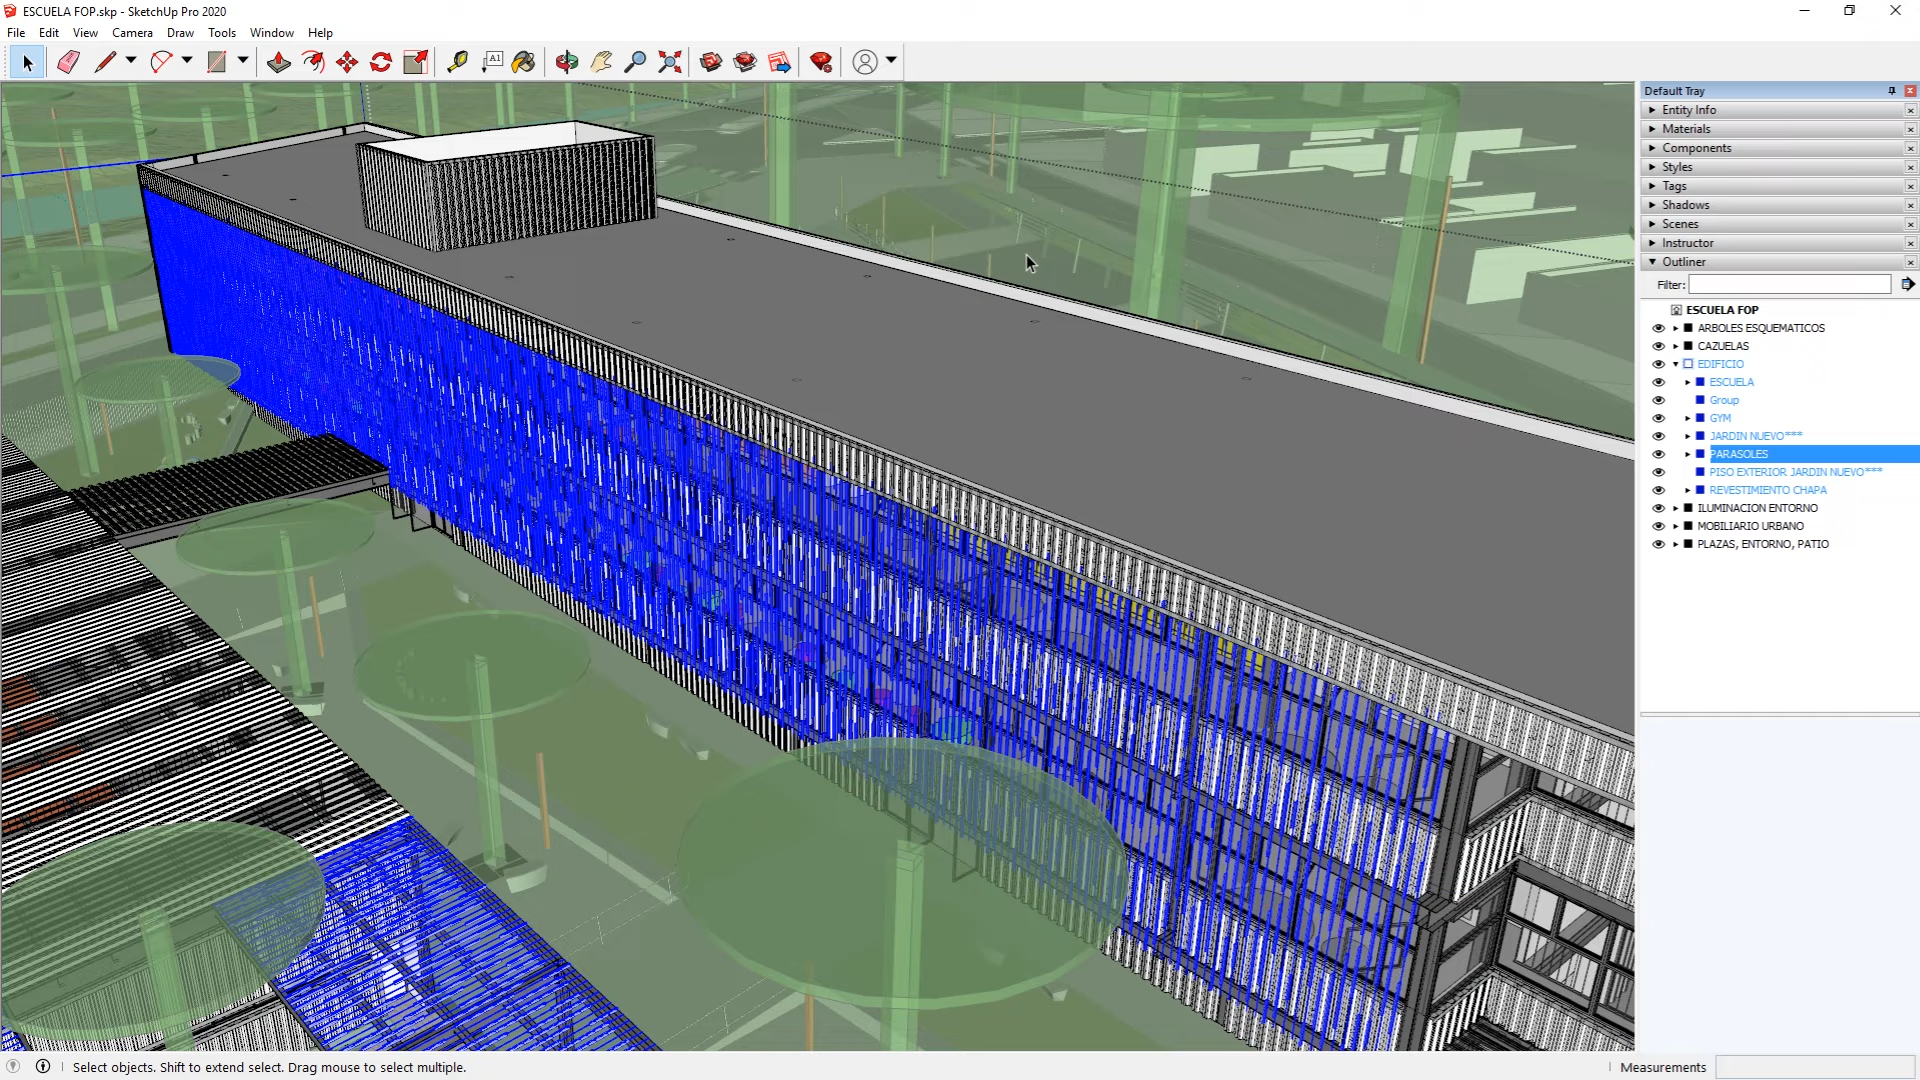 ESCUELA FOP.skp - SketchUp Pro 2020
File Edit View Camera Draw Tools Window Help
A1
Default Tray
Entity Info
Materials
Components
Styles
Tags
Shadows
Scenes
Instructor
Outliner
Filter:
ESCUELA FOP
ARBOLES ESQUEMATICOS
CAZUELAS
EDIFICIO
ESCUELA
Group
GYM
JARDIN NUEVO***
PARASOLES
PISO EXTERIOR JARDIN NUEVO***
REVESTIMIENTO CHAPA
ILUMINACION ENTORNO
MOBILIARIO URBANO
PLAZAS, ENTORNO, PATIO
Select objects. Shift to extend select. Drag mouse to select multiple.
Measurements